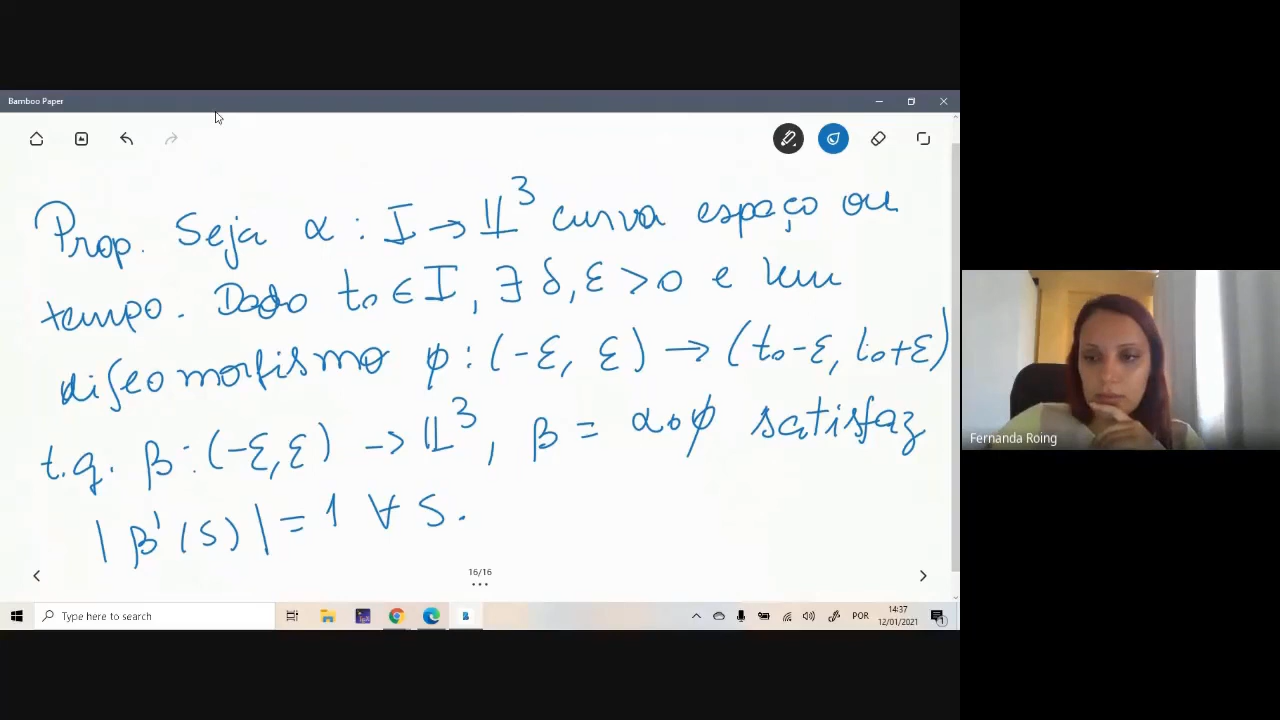 Bamboo Paper
Prop. Seja α : I → 𝕃³ curva espaço ou
tempo. Dado t₀ ∈ I, ∃ δ, ε > 0 e um
difeomorfismo φ : (-ε, ε) → (t₀-ε, t₀+ε)
t.q. β : (-ε, ε) → 𝕃³, β = α∘φ satisfaz
|β'(s)| = 1 ∀ s.
Fernanda Roing
16/16
Type here to search
POR
14:37
12/01/2021
1